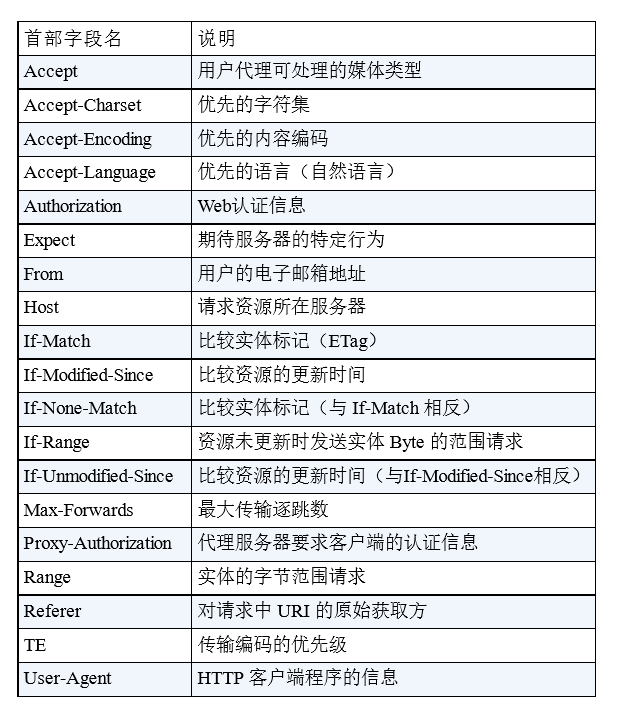 首部字段名 说明
Accept 用户代理可处理的媒体类型
Accept-Charset 优先的字符集
Accept-Encoding 优先的内容编码
Accept-Language 优先的语言（自然语言）
Authorization Web认证信息
Expect 期待服务器的特定行为
From 用户的电子邮箱地址
Host 请求资源所在服务器
If-Match 比较实体标记（ETag）
If-Modified-Since 比较资源的更新时间
If-None-Match 比较实体标记（与 If-Match 相反）
If-Range 资源未更新时发送实体 Byte 的范围请求
If-Unmodified-Since 比较资源的更新时间（与If-Modified-Since相反）
Max-Forwards 最大传输逐跳数
Proxy-Authorization 代理服务器要求客户端的认证信息
Range 实体的字节范围请求
Referer 对请求中 URI 的原始获取方
TE 传输编码的优先级
User-Agent HTTP 客户端程序的信息